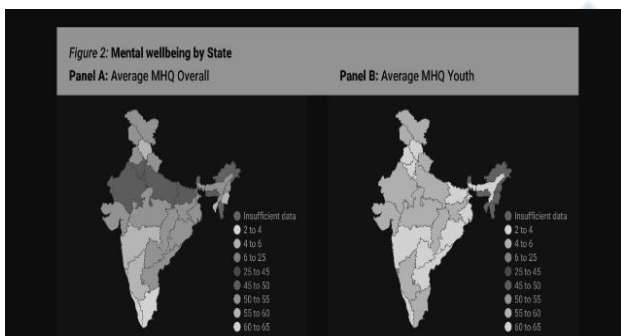 Figure 2: Mental wellbeing by State
Panel A: Average MHQ Overall
Panel B: Average MHQ Youth
Insufficient data
2 to 4
4 to 6
6 to 25
25 to 45
45 to 50
50 to 55
55 to 60
60 to 65
Insufficient data
2 to 4
4 to 6
6 to 25
25 to 45
45 to 50
50 to 55
55 to 60
60 to 65